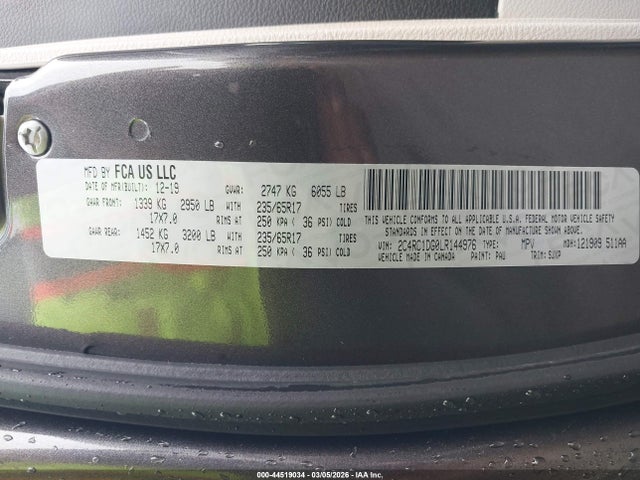 MFD BY FCA US LLC
DATE OF MFR(BUILT): 12-19 GVWR: 2747 KG 6055 LB
GAWR FRONT: 1339 KG 2950 LB WITH 235/65R17 TIRES
17X7.0 RIMS AT 250 KPA ( 36 PSI) COLD
GAWR REAR: 1452 KG 3200 LB WITH 235/65R17 TIRES
17X7.0 RIMS AT 250 KPA ( 36 PSI) COLD
THIS VEHICLE CONFORMS TO ALL APPLICABLE U.S.A. FEDERAL MOTOR VEHICLE SAFETY
STANDARDS IN EFFECT ON THE DATE OF MANUFACTURE SHOWN ABOVE.
VIN: 2C4RC1DG0LR144976 TYPE: MPV MDH: 121909 511AA
VEHICLE MADE IN CANADA PAINT: PAU TRIM: 5JXP
000-44519034 - 03/05/2026 - IAA Inc.